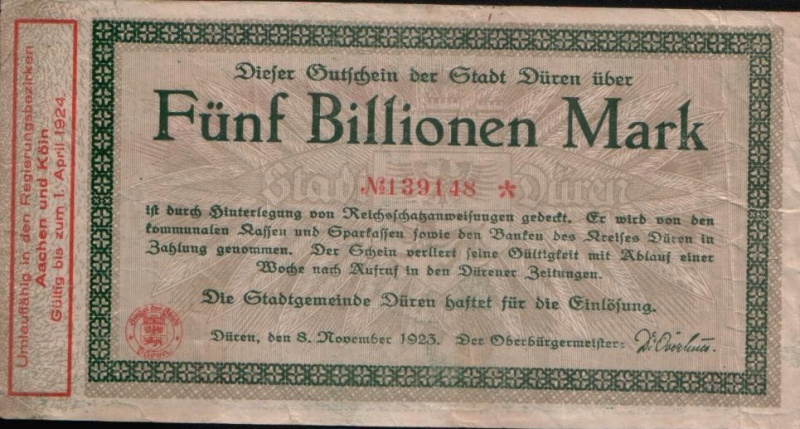 Umlauffähig in den Regierungsbezirken
Aachen und Köln
Gültig bis zum 1. April 1924.
Dieser Gutschein der Stadt Düren über
Fünf Billionen Mark
Stadt Düren
№139148 *
ist durch Hinterlegung von Reichsschatzanweisungen gedeckt. Er wird von den
kommunalen Kassen und Sparkassen sowie den Banken des Kreises Düren in
Zahlung genommen. Der Schein verliert seine Gültigkeit mit Ablauf einer
Woche nach Aufruf in den Dürener Zeitungen.
Die Stadtgemeinde Düren haftet für die Einlösung.
Düren, den 8. November 1923. Der Oberbürgermeister: